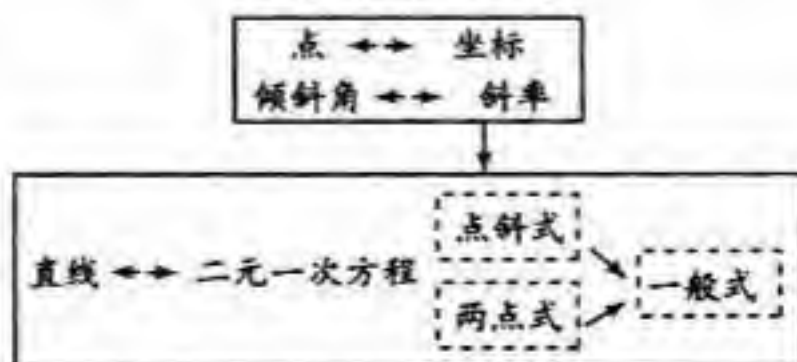 点 ↔ 坐标
倾斜角 ↔ 斜率
点斜式
直线 ↔ 二元一次方程
一般式
两点式